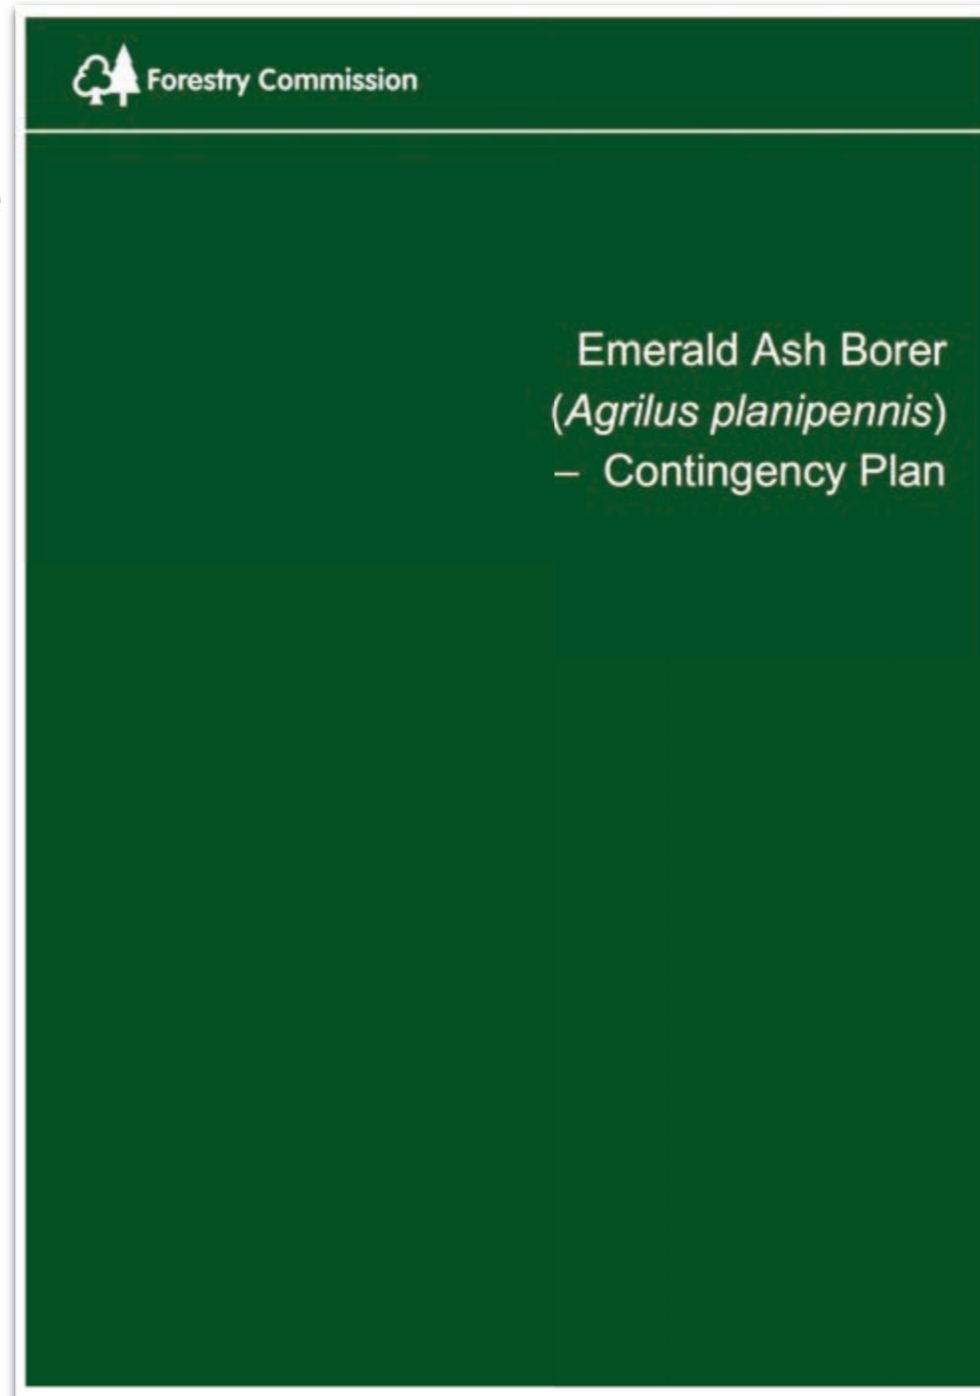 Forestry Commission
Emerald Ash Borer
(Agrilus planipennis)
– Contingency Plan